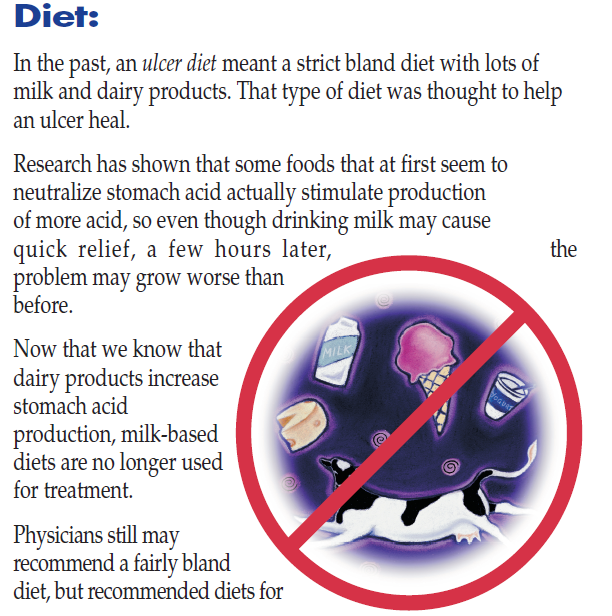 Diet:
In the past, an ulcer diet meant a strict bland diet with lots of
milk and dairy products. That type of diet was thought to help
an ulcer heal.
Research has shown that some foods that at first seem to
neutralize stomach acid actually stimulate production
of more acid, so even though drinking milk may cause
quick relief, a few hours later, the
problem may grow worse than
before.
Now that we know that
dairy products increase
stomach acid
production, milk-based
diets are no longer used
for treatment.
Physicians still may
recommend a fairly bland
diet, but recommended diets for
MILK
YOGURT